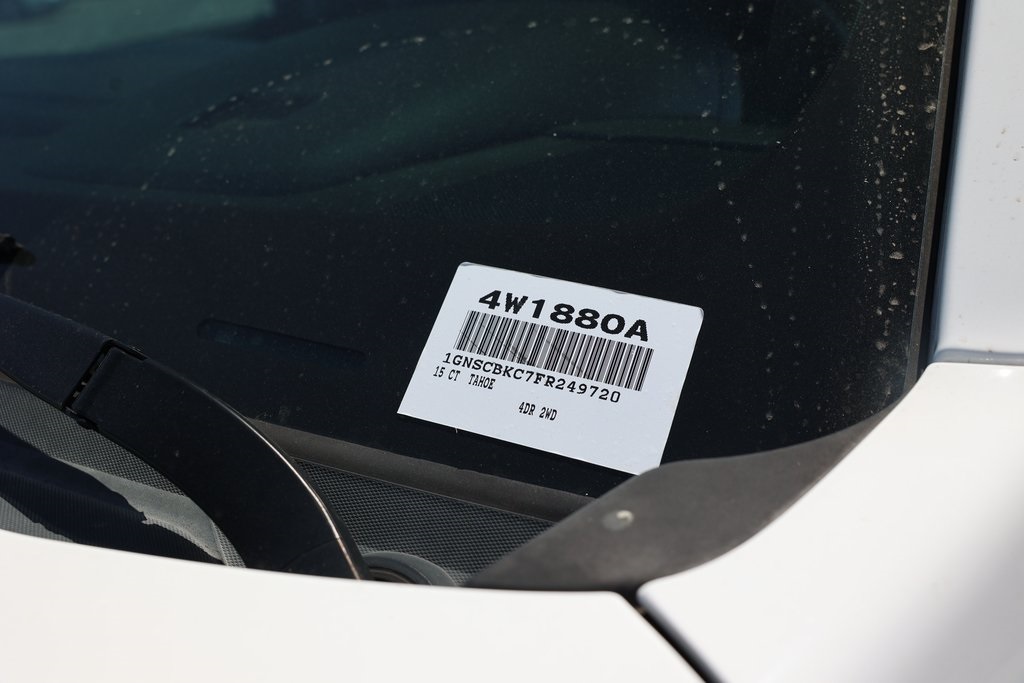 4W1880A
1GNSCBKC7FR249720
15 CT TAHOE
4DR 2WD